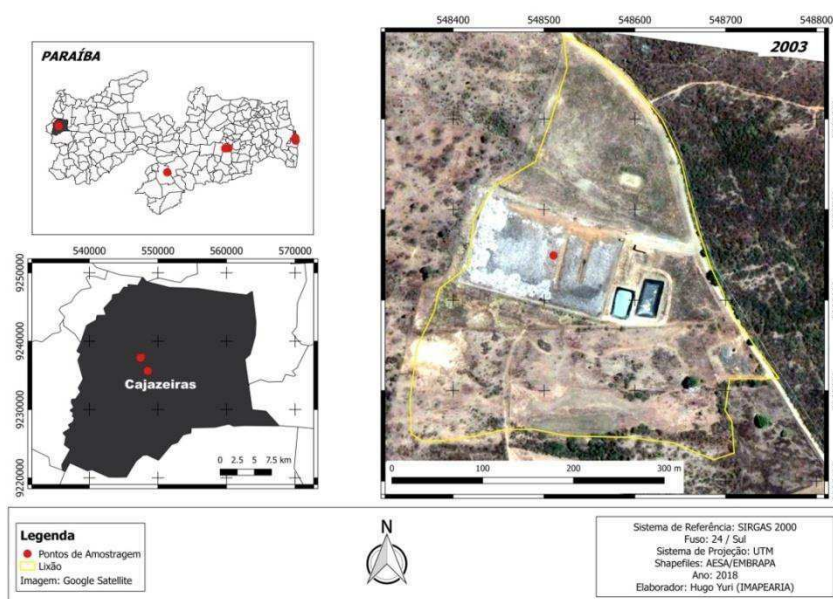 PARAÍBA
540000 550000 560000 570000
9250000
9240000
9230000
9220000
Cajazeiras
0 2.5 5 7.5 km
548400 548500 548600 548700 548800
2003
0 100 200 300 m
Legenda
Pontos de Amostragem
Lixão
Imagem: Google Satellite
N
Sistema de Referência: SIRGAS 2000
Fuso: 24 / Sul
Sistema de Projeção: UTM
Shapefiles: AESA/EMBRAPA
Ano: 2018
Elaborador: Hugo Yuri (IMAPEARIA)